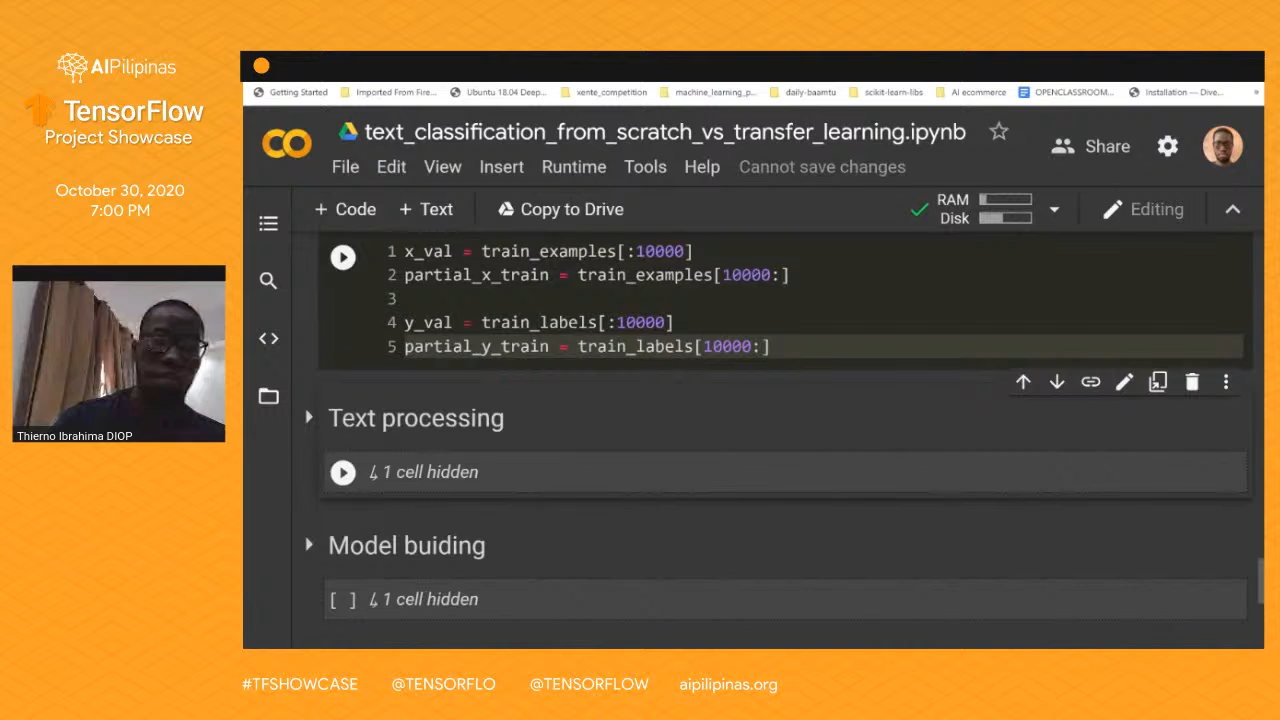 AIPilipinas
TensorFlow
Project Showcase
October 30, 2020
7:00 PM
Thierno Ibrahima DIOP
Getting Started Imported From Fire... Ubuntu 18.04 Deep... xente_competition machine_learning_p... daily-baamtu scikit-learn-libs AI ecommerce OPENCLASSROOM... Installation — Dive... »
text_classification_from_scratch_vs_transfer_learning.ipynb
Share
File Edit View Insert Runtime Tools Help Cannot save changes
+ Code + Text Copy to Drive
RAM
Disk
Editing
1 x_val = train_examples[:10000]
2 partial_x_train = train_examples[10000:]
3
4 y_val = train_labels[:10000]
5 partial_y_train = train_labels[10000:]
Text processing
↳ 1 cell hidden
Model buiding
[ ] ↳ 1 cell hidden
#TFSHOWCASE @TENSORFLO @TENSORFLOW aipilipinas.org